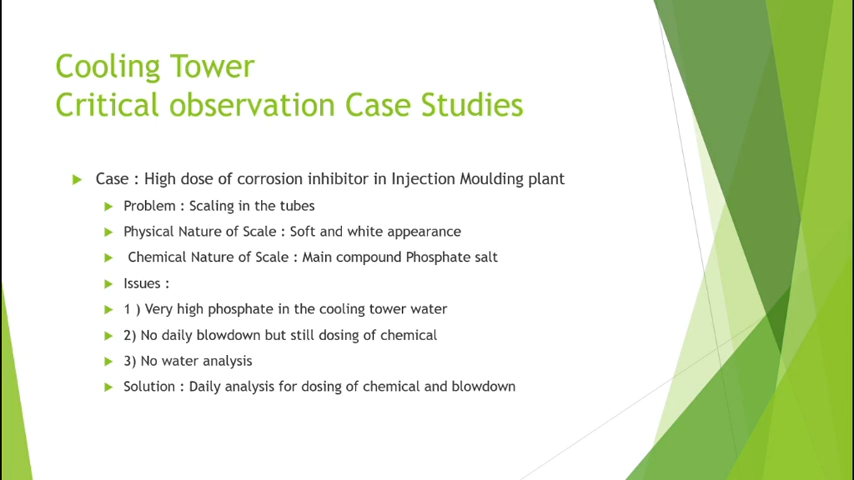 Cooling Tower
Critical observation Case Studies
Case : High dose of corrosion inhibitor in Injection Moulding plant
Problem : Scaling in the tubes
Physical Nature of Scale : Soft and white appearance
Chemical Nature of Scale : Main compound Phosphate salt
Issues :
1 ) Very high phosphate in the cooling tower water
2) No daily blowdown but still dosing of chemical
3) No water analysis
Solution : Daily analysis for dosing of chemical and blowdown